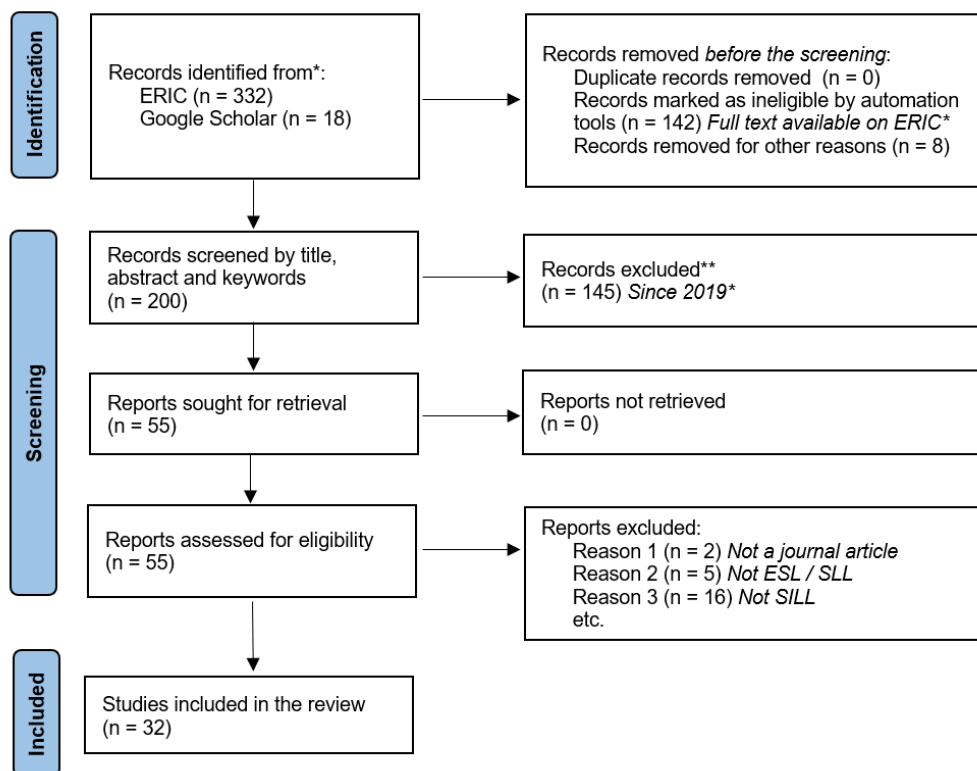 Identification
Records identified from*:
ERIC (n = 332)
Google Scholar (n = 18)
Records removed before the screening:
Duplicate records removed (n = 0)
Records marked as ineligible by automation
tools (n = 142) Full text available on ERIC*
Records removed for other reasons (n = 8)
Screening
Records screened by title,
abstract and keywords
(n = 200)
Records excluded**
(n = 145) Since 2019*
Reports sought for retrieval
(n = 55)
Reports not retrieved
(n = 0)
Reports assessed for eligibility
(n = 55)
Reports excluded:
Reason 1 (n = 2) Not a journal article
Reason 2 (n = 5) Not ESL / SLL
Reason 3 (n = 16) Not SILL
etc.
Included
Studies included in the review
(n = 32)